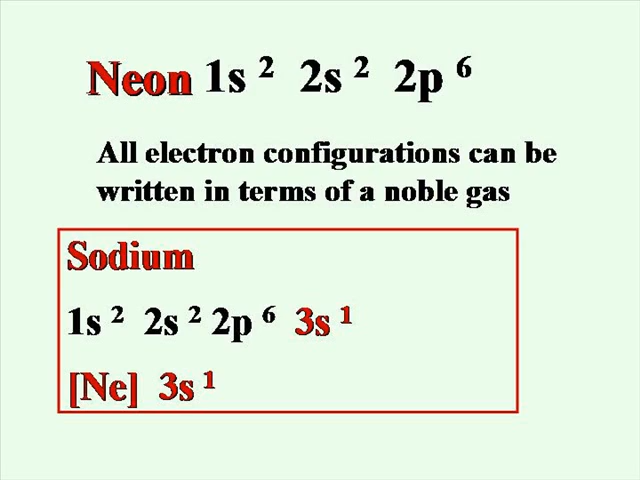 Neon 1s 2 2s 2 2p 6
All electron configurations can be
written in terms of a noble gas
Sodium
1s 2 2s 2 2p 6 3s 1
[Ne] 3s 1